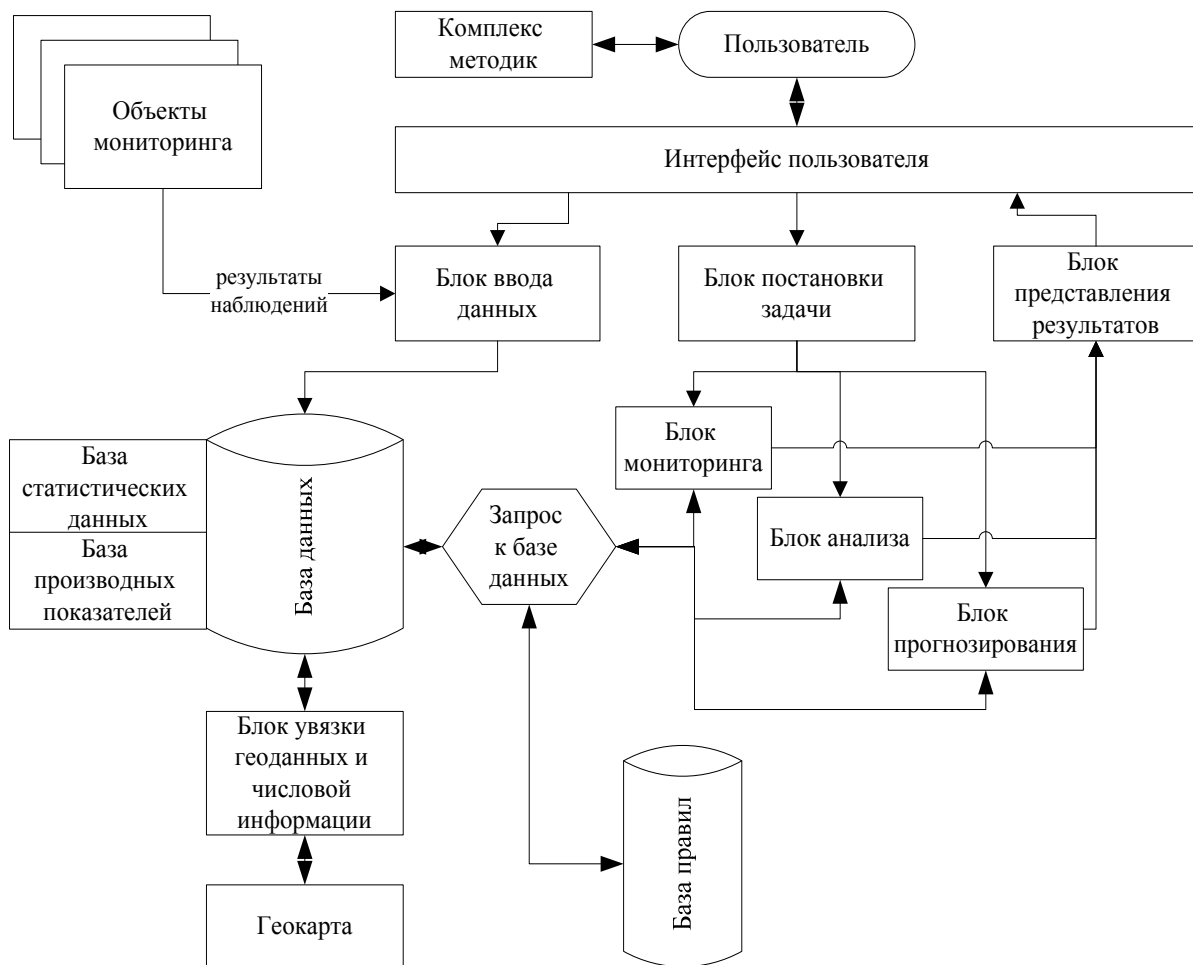 Комплекс
методик
Пользователь
Объекты
мониторинга
Интерфейс пользователя
результаты
наблюдений
Блок ввода
данных
Блок постановки
задачи
Блок
представления
результатов
Блок
мониторинга
База
статистических
данных
База
производных
показателей
База данных
Запрос
к базе
данных
Блок анализа
Блок
прогнозирования
Блок увязки
геоданных и
числовой
информации
База правил
Геокарта